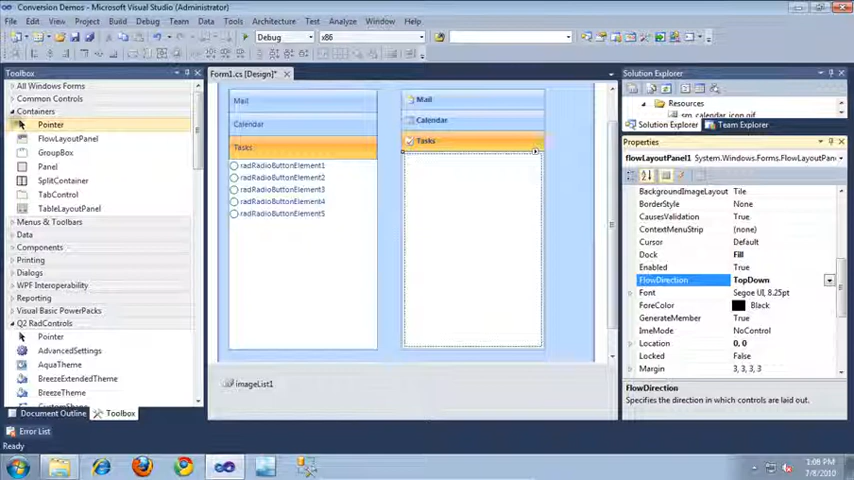 Conversion Demos - Microsoft Visual Studio (Administrator)
File Edit View Project Build Debug Team Data Tools Architecture Test Analyze Window Help
Debug x86
Toolbox
All Windows Forms
Common Controls
Containers
Pointer
FlowLayoutPanel
GroupBox
Panel
SplitContainer
TabControl
TableLayoutPanel
Menus & Toolbars
Data
Components
Printing
Dialogs
WPF Interoperability
Reporting
Visual Basic PowerPacks
Q2 RadControls
Pointer
AdvancedSettings
AquaTheme
BreezeExtendedTheme
BreezeTheme
Document Outline Toolbox
Form1.cs [Design]*
Mail
Calendar
Tasks
radRadioButtonElement1
radRadioButtonElement2
radRadioButtonElement3
radRadioButtonElement4
radRadioButtonElement5
Mail
Calendar
Tasks
imageList1
Solution Explorer
Resources
sm_calendar_icon.gif
Solution Explorer Team Explorer
Properties
flowLayoutPanel1 System.Windows.Forms.FlowLayoutPan
BackgroundImageLayout Tile
BorderStyle None
CausesValidation True
ContextMenuStrip (none)
Cursor Default
Dock Fill
Enabled True
FlowDirection TopDown
Font Segoe UI, 8.25pt
ForeColor Black
GenerateMember True
ImeMode NoControl
Location 0, 0
Locked False
Margin 3, 3, 3, 3
FlowDirection
Specifies the direction in which controls are laid out.
Error List
Ready
1:06 PM
7/8/2010